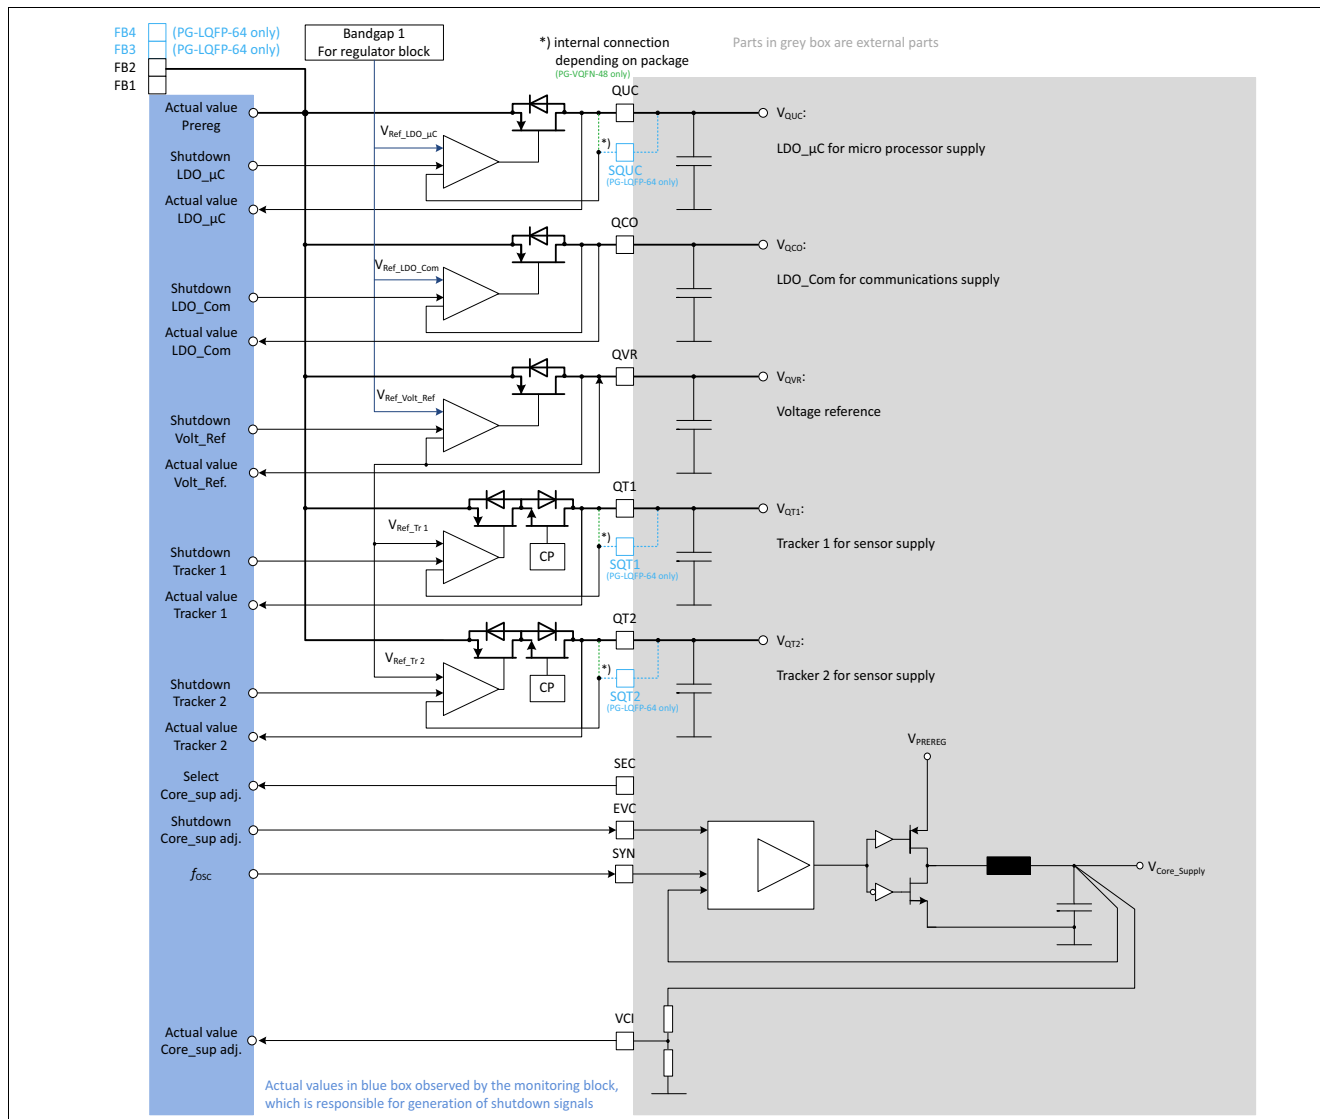 FB4 (PG-LQFP-64 only)
FB3 (PG-LQFP-64 only)
FB2
FB1
Bandgap 1
For regulator block
*) internal connection
depending on package
(PG-VQFN-48 only)
Parts in grey box are external parts
Actual value
Prereg
QUC
VQUC:
VRef_LDO_µC
*)
LDO_µC for micro processor supply
Shutdown
LDO_µC
SQUC
(PG-LQFP-64 only)
Actual value
LDO_µC
QCO
VQCO:
VRef_LDO_Com
LDO_Com for communications supply
Shutdown
LDO_Com
Actual value
LDO_Com
QVR
VQVR:
VRef_Volt_Ref
Voltage reference
Shutdown
Volt_Ref
Actual value
Volt_Ref.
QT1
VQT1:
VRef_Tr 1
*)
CP
Tracker 1 for sensor supply
Shutdown
Tracker 1
SQT1
(PG-LQFP-64 only)
Actual value
Tracker 1
QT2
VQT2:
VRef_Tr 2
*)
CP
Tracker 2 for sensor supply
Shutdown
Tracker 2
SQT2
(PG-LQFP-64 only)
Actual value
Tracker 2
VPREREG
Select
Core_sup adj.
SEC
Shutdown
Core_sup adj.
EVC
fOSC
SYN
VCore_Supply
Actual value
Core_sup adj.
VCI
Actual values in blue box observed by the monitoring block,
which is responsible for generation of shutdown signals